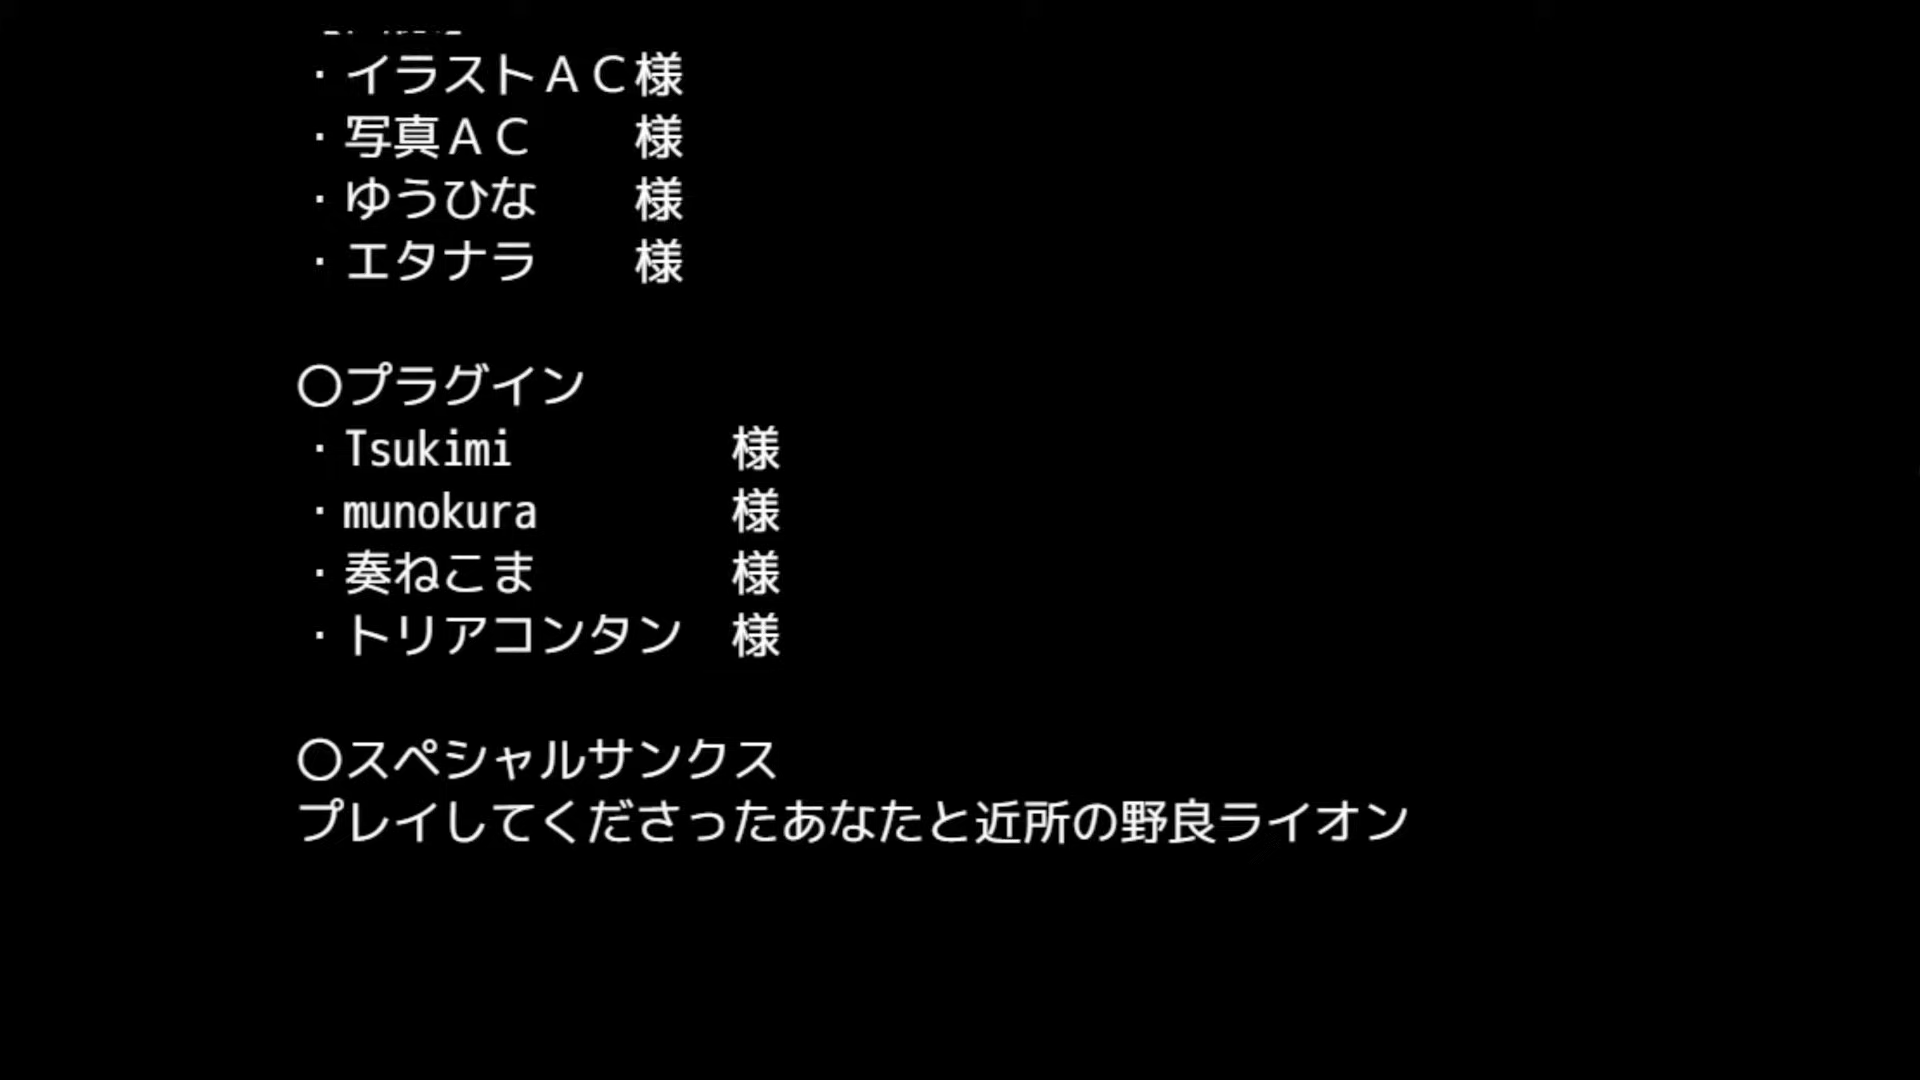 ・イラストＡＣ様
・写真ＡＣ　　様
・ゆうひな　　様
・エタナラ　　様
〇プラグイン
・Tsukimi　　　　　様
・munokura　　　　様
・奏ねこま　　　　様
・トリアコンタン　様
〇スペシャルサンクス
プレイしてくださったあなたと近所の野良ライオン